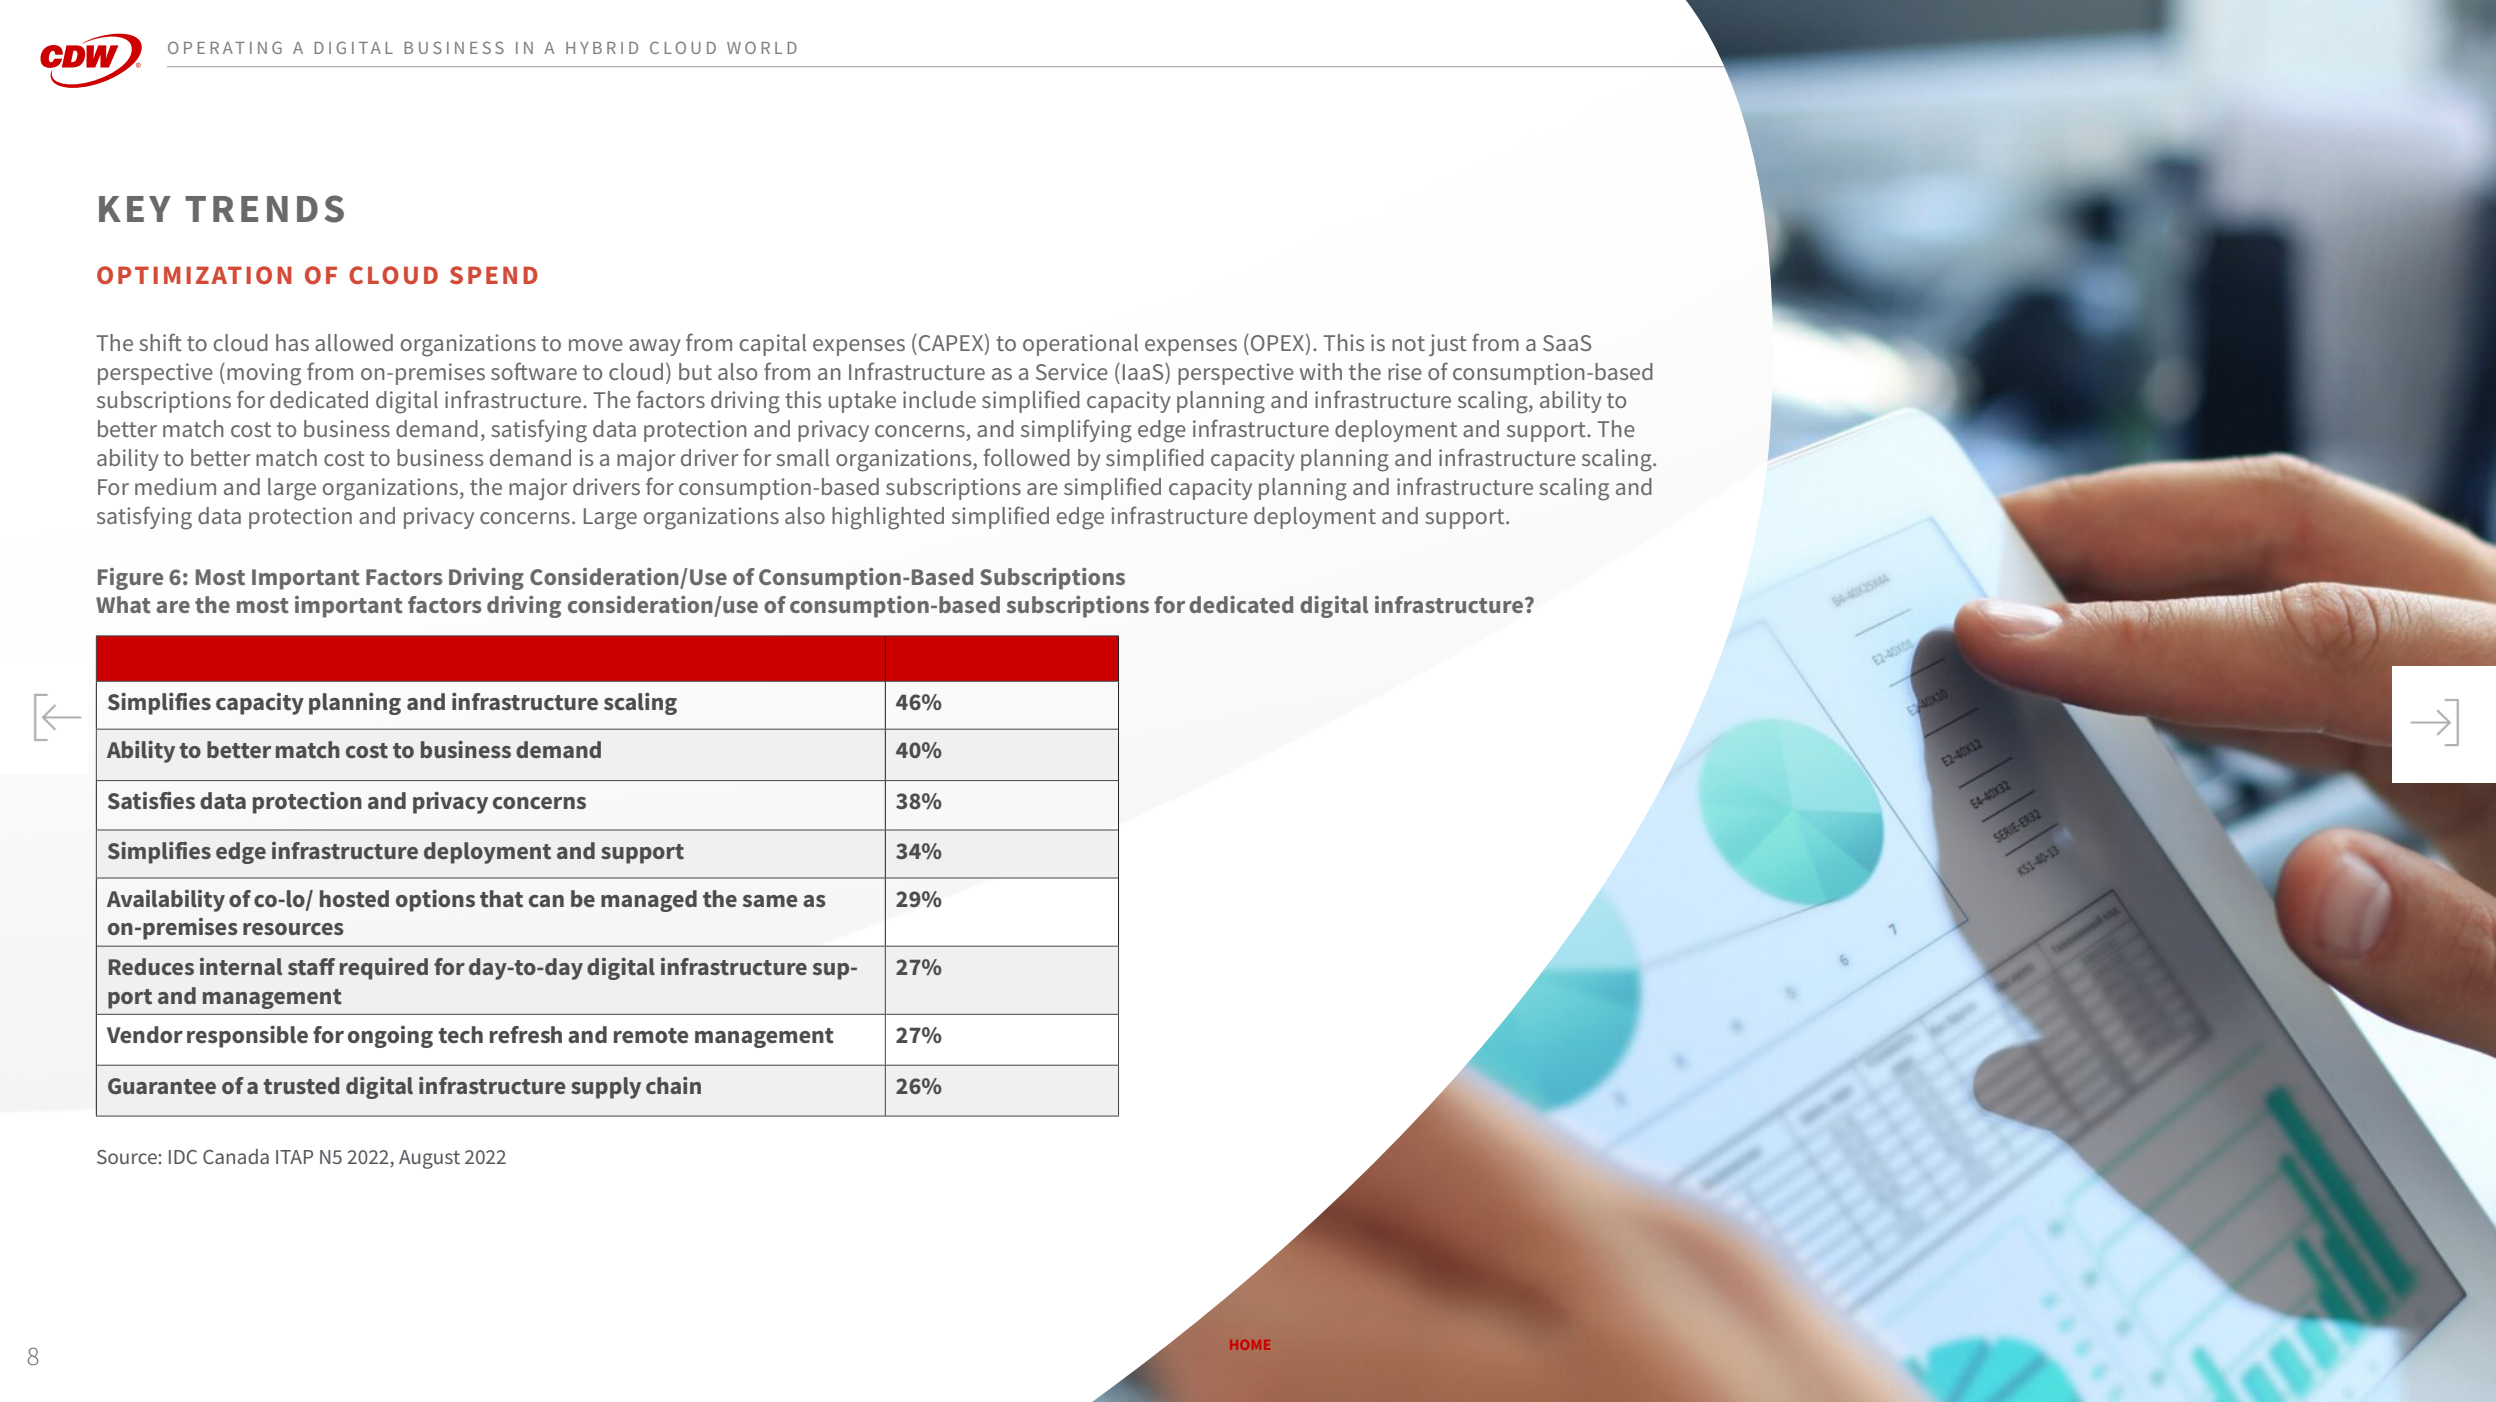 CDW
OPERATING A DIGITAL BUSINESS IN A HYBRID CLOUD WORLD
KEY TRENDS
OPTIMIZATION OF CLOUD SPEND
The shift to cloud has allowed organizations to move away from capital expenses (CAPEX) to operational expenses (OPEX). This is not just from a SaaS
perspective (moving from on-premises software to cloud) but also from an Infrastructure as a Service (IaaS) perspective with the rise of consumption-based
subscriptions for dedicated digital infrastructure. The factors driving this uptake include simplified capacity planning and infrastructure scaling, ability to
better match cost to business demand, satisfying data protection and privacy concerns, and simplifying edge infrastructure deployment and support. The
ability to better match cost to business demand is a major driver for small organizations, followed by simplified capacity planning and infrastructure scaling.
For medium and large organizations, the major drivers for consumption-based subscriptions are simplified capacity planning and infrastructure scaling and
satisfying data protection and privacy concerns. Large organizations also highlighted simplified edge infrastructure deployment and support.
Figure 6: Most Important Factors Driving Consideration/Use of Consumption-Based Subscriptions
What are the most important factors driving consideration/use of consumption-based subscriptions for dedicated digital infrastructure?
Simplifies capacity planning and infrastructure scaling 46%
Ability to better match cost to business demand 40%
Satisfies data protection and privacy concerns 38%
Simplifies edge infrastructure deployment and support 34%
Availability of co-lo/ hosted options that can be managed the same as 29%
on-premises resources
Reduces internal staff required for day-to-day digital infrastructure sup- 27%
port and management
Vendor responsible for ongoing tech refresh and remote management 27%
Guarantee of a trusted digital infrastructure supply chain 26%
Source: IDC Canada ITAP N5 2022, August 2022
E2-40X12
E4-40X32
SERIE-ER32
KS1-40-13
7
6
HOME
8